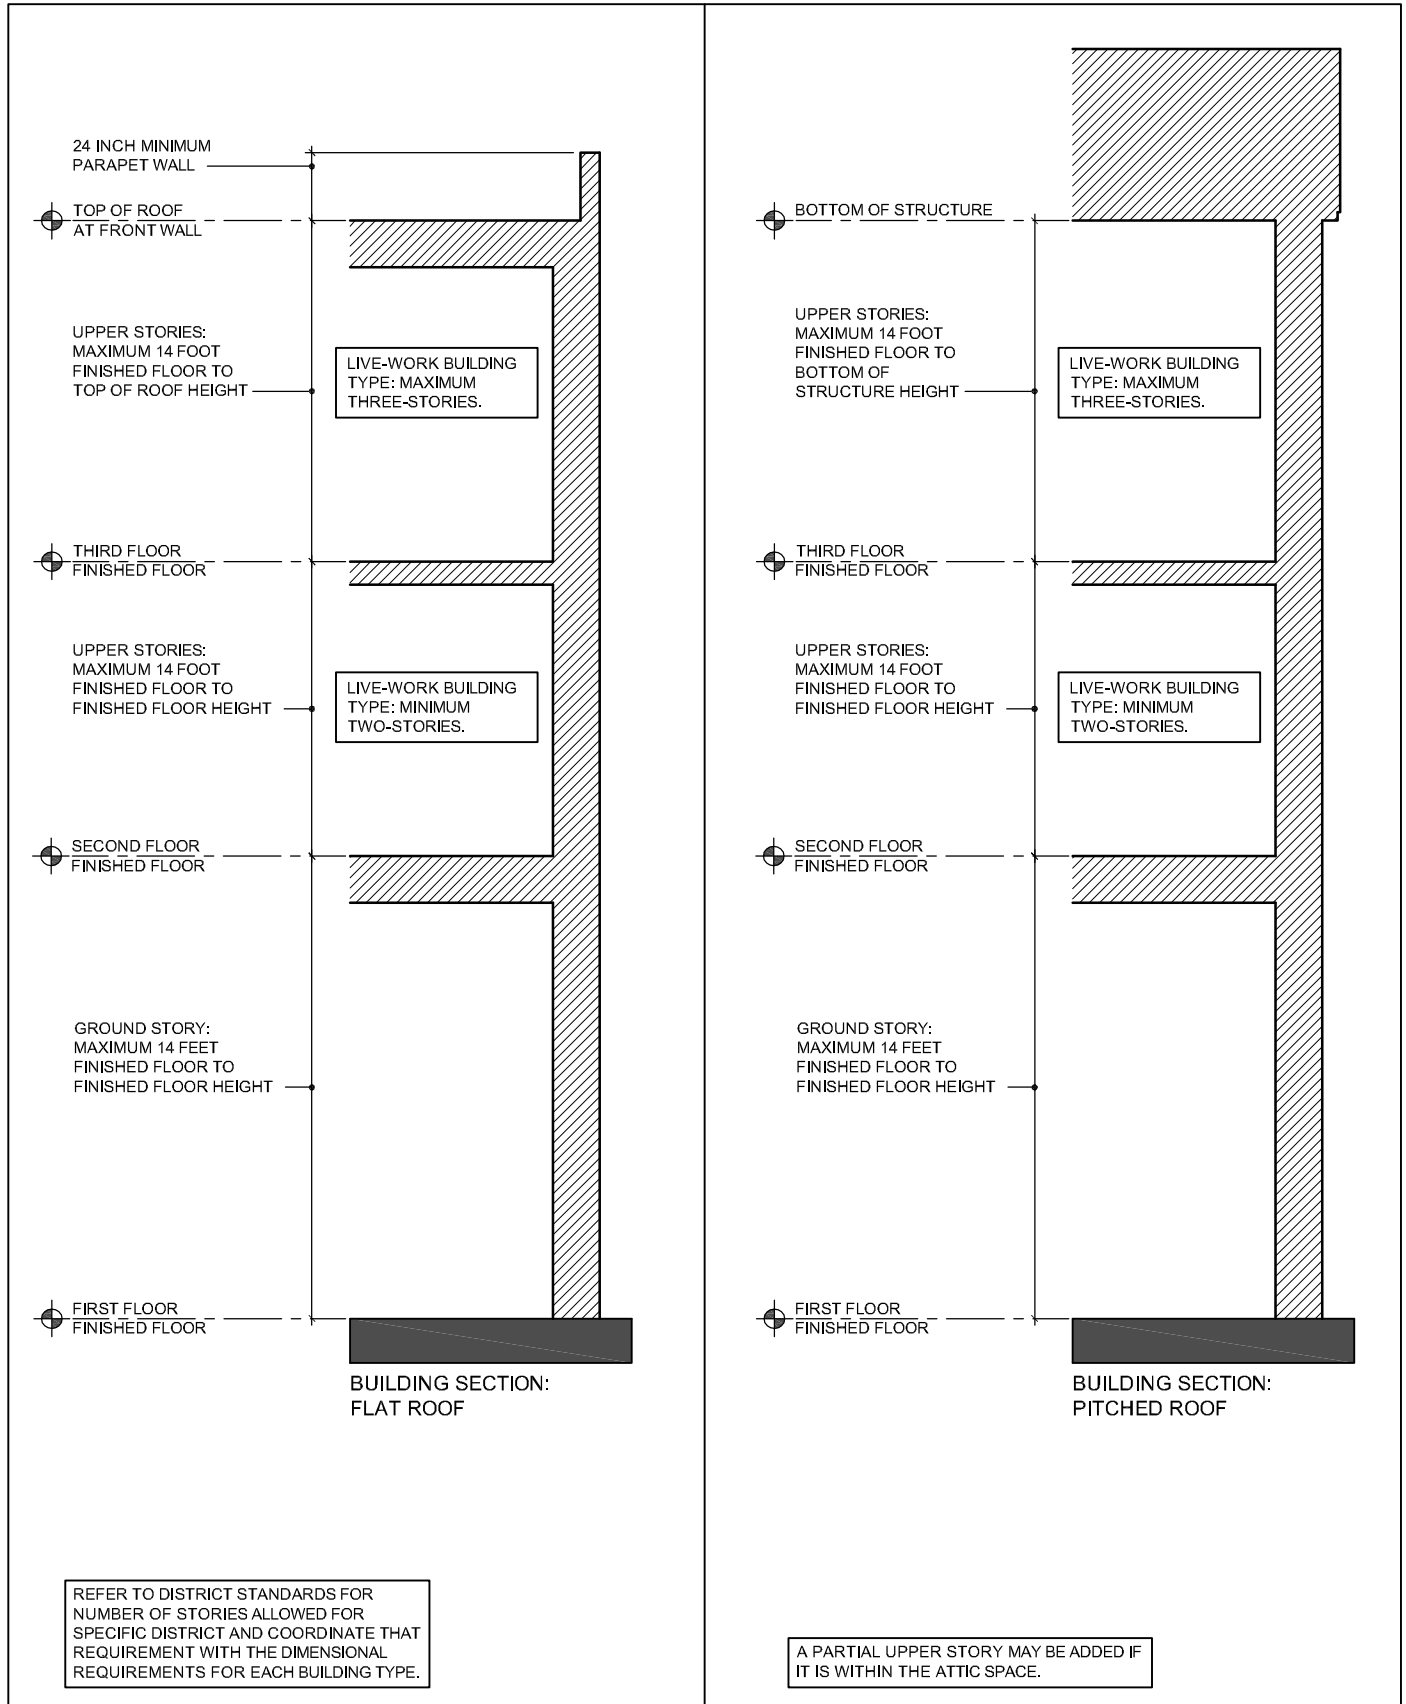 24 INCH MINIMUM
PARAPET WALL
TOP OF ROOF
AT FRONT WALL
UPPER STORIES:
MAXIMUM 14 FOOT
FINISHED FLOOR TO
TOP OF ROOF HEIGHT
LIVE-WORK BUILDING
TYPE: MAXIMUM
THREE-STORIES.
THIRD FLOOR
FINISHED FLOOR
UPPER STORIES:
MAXIMUM 14 FOOT
FINISHED FLOOR TO
FINISHED FLOOR HEIGHT
LIVE-WORK BUILDING
TYPE: MINIMUM
TWO-STORIES.
SECOND FLOOR
FINISHED FLOOR
GROUND STORY:
MAXIMUM 14 FEET
FINISHED FLOOR TO
FINISHED FLOOR HEIGHT
FIRST FLOOR
FINISHED FLOOR
BUILDING SECTION:
FLAT ROOF
REFER TO DISTRICT STANDARDS FOR
NUMBER OF STORIES ALLOWED FOR
SPECIFIC DISTRICT AND COORDINATE THAT
REQUIREMENT WITH THE DIMENSIONAL
REQUIREMENTS FOR EACH BUILDING TYPE.
BOTTOM OF STRUCTURE
UPPER STORIES:
MAXIMUM 14 FOOT
FINISHED FLOOR TO
BOTTOM OF
STRUCTURE HEIGHT
LIVE-WORK BUILDING
TYPE: MAXIMUM
THREE-STORIES.
THIRD FLOOR
FINISHED FLOOR
UPPER STORIES:
MAXIMUM 14 FOOT
FINISHED FLOOR TO
FINISHED FLOOR HEIGHT
LIVE-WORK BUILDING
TYPE: MINIMUM
TWO-STORIES.
SECOND FLOOR
FINISHED FLOOR
GROUND STORY:
MAXIMUM 14 FEET
FINISHED FLOOR TO
FINISHED FLOOR HEIGHT
FIRST FLOOR
FINISHED FLOOR
BUILDING SECTION:
PITCHED ROOF
A PARTIAL UPPER STORY MAY BE ADDED IF
IT IS WITHIN THE ATTIC SPACE.